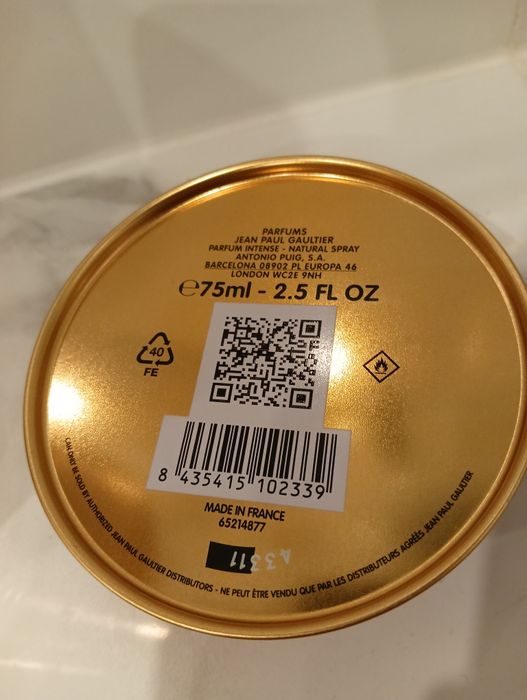 PARFUMS
JEAN PAUL GAULTIER
PARFUM INTENSE - NATURAL SPRAY
ANTONIO PUIG, S.A.
BARCELONA 08902 PL EUROPA 46
LONDON WC2E 9NH
℮75ml - 2.5 FL OZ
40
FE
8 435415 102339
MADE IN FRANCE
65214877
43311
CAN ONLY BE SOLD BY AUTHORIZED JEAN PAUL GAULTIER DISTRIBUTORS - NE PEUT ÊTRE VENDU QUE PAR LES DISTRIBUTEURS AGRÉÉS JEAN PAUL GAULTIER